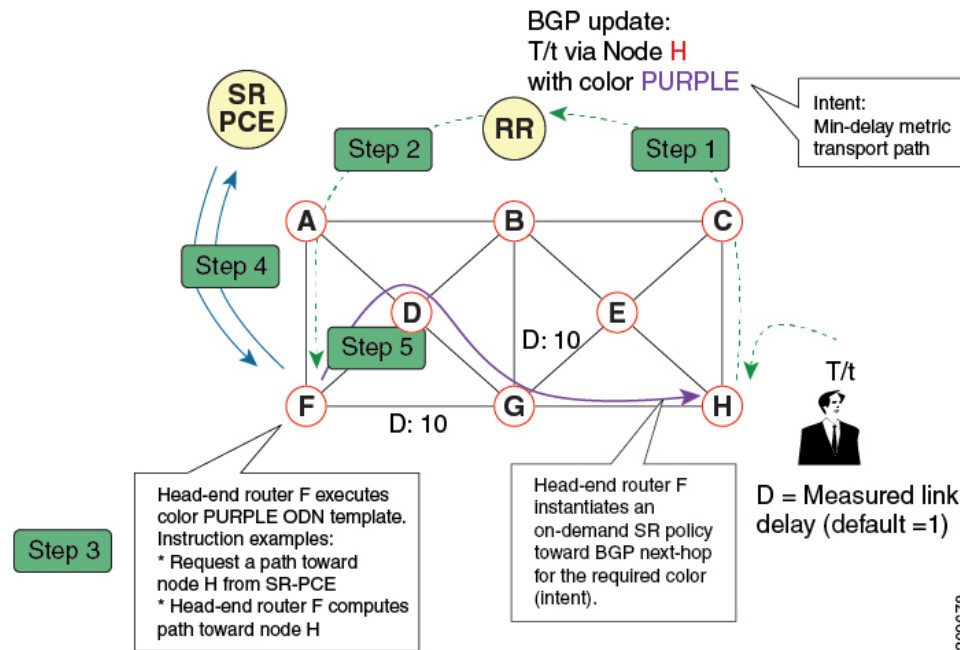 BGP update:
T/t via Node H
with color PURPLE
SR
PCE
RR
Intent:
Min-delay metric
transport path
Step 2
Step 1
A
B
C
Step 4
D
E
Step 5
D: 10
T/t
F
G
H
D: 10
Head-end router F executes
color PURPLE ODN template.
Instruction examples:
* Request a path toward
node H from SR-PCE
* Head-end router F computes
path toward node H
Head-end router F
instantiates an
on-demand SR policy
toward BGP next-hop
for the required color
(intent).
D = Measured link
delay (default =1)
Step 3